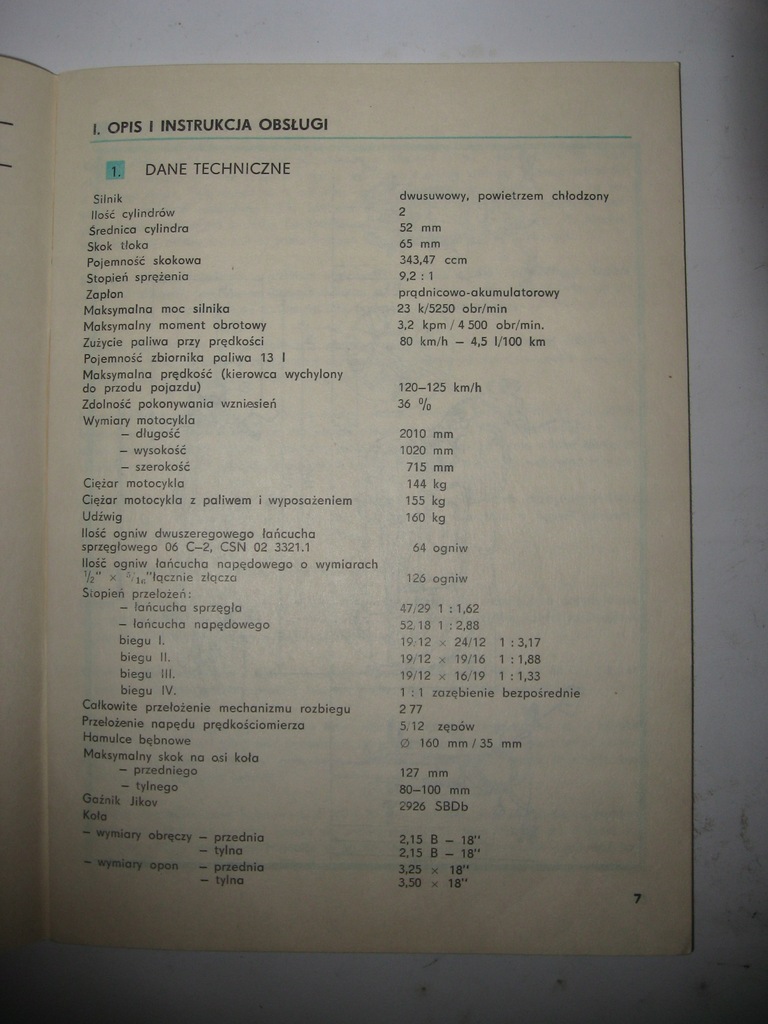 I. OPIS I INSTRUKCJA OBSŁUGI
1. DANE TECHNICZNE
Silnik dwusuwowy, powietrzem chłodzony
Ilość cylindrów 2
Średnica cylindra 52 mm
Skok tłoka 65 mm
Pojemność skokowa 343,47 ccm
Stopień sprężenia 9,2 : 1
Zapłon prądnicowo-akumulatorowy
Maksymalna moc silnika 23 k/5250 obr/min
Maksymalny moment obrotowy 3,2 kpm / 4 500 obr/min.
Zużycie paliwa przy prędkości 80 km/h — 4,5 l/100 km
Pojemność zbiornika paliwa 13 l
Maksymalna prędkość (kierowca wychylony
do przodu pojazdu) 120—125 km/h
Zdolność pokonywania wzniesień 36 %
Wymiary motocykla
— długość 2010 mm
— wysokość 1020 mm
— szerokość 715 mm
Ciężar motocykla 144 kg
Ciężar motocykla z paliwem i wyposażeniem 155 kg
Udźwig 160 kg
Ilość ogniw dwuszeregowego łańcucha
sprzęgłowego 06 C—2, CSN 02 3321.1 64 ogniw
Ilość ogniw łańcucha napędowego o wymiarach
1/2" × 5/16" łącznie złącza 126 ogniw
Stopień przełożeń:
— łańcucha sprzęgła 47/29 1 : 1,62
— łańcucha napędowego 52.18 1 : 2,88
biegu I. 19/12 × 24/12 1 : 3,17
biegu II. 19/12 × 19/16 1 : 1,88
biegu III. 19/12 × 16/19 1 : 1,33
biegu IV. 1 : 1 zazębienie bezpośrednie
Całkowite przełożenie mechanizmu rozbiegu 2 77
Przełożenie napędu prędkościomierza 5/12 zębów
Hamulce bębnowe ∅ 160 mm / 35 mm
Maksymalny skok na osi koła
— przedniego 127 mm
— tylnego 80—100 mm
Gaźnik Jikov 2926 SBDb
Koła
— wymiary obręczy — przednia 2,15 B — 18"
— tylna 2,15 B — 18"
— wymiary opon — przednia 3,25 × 18"
— tylna 3,50 × 18"
7